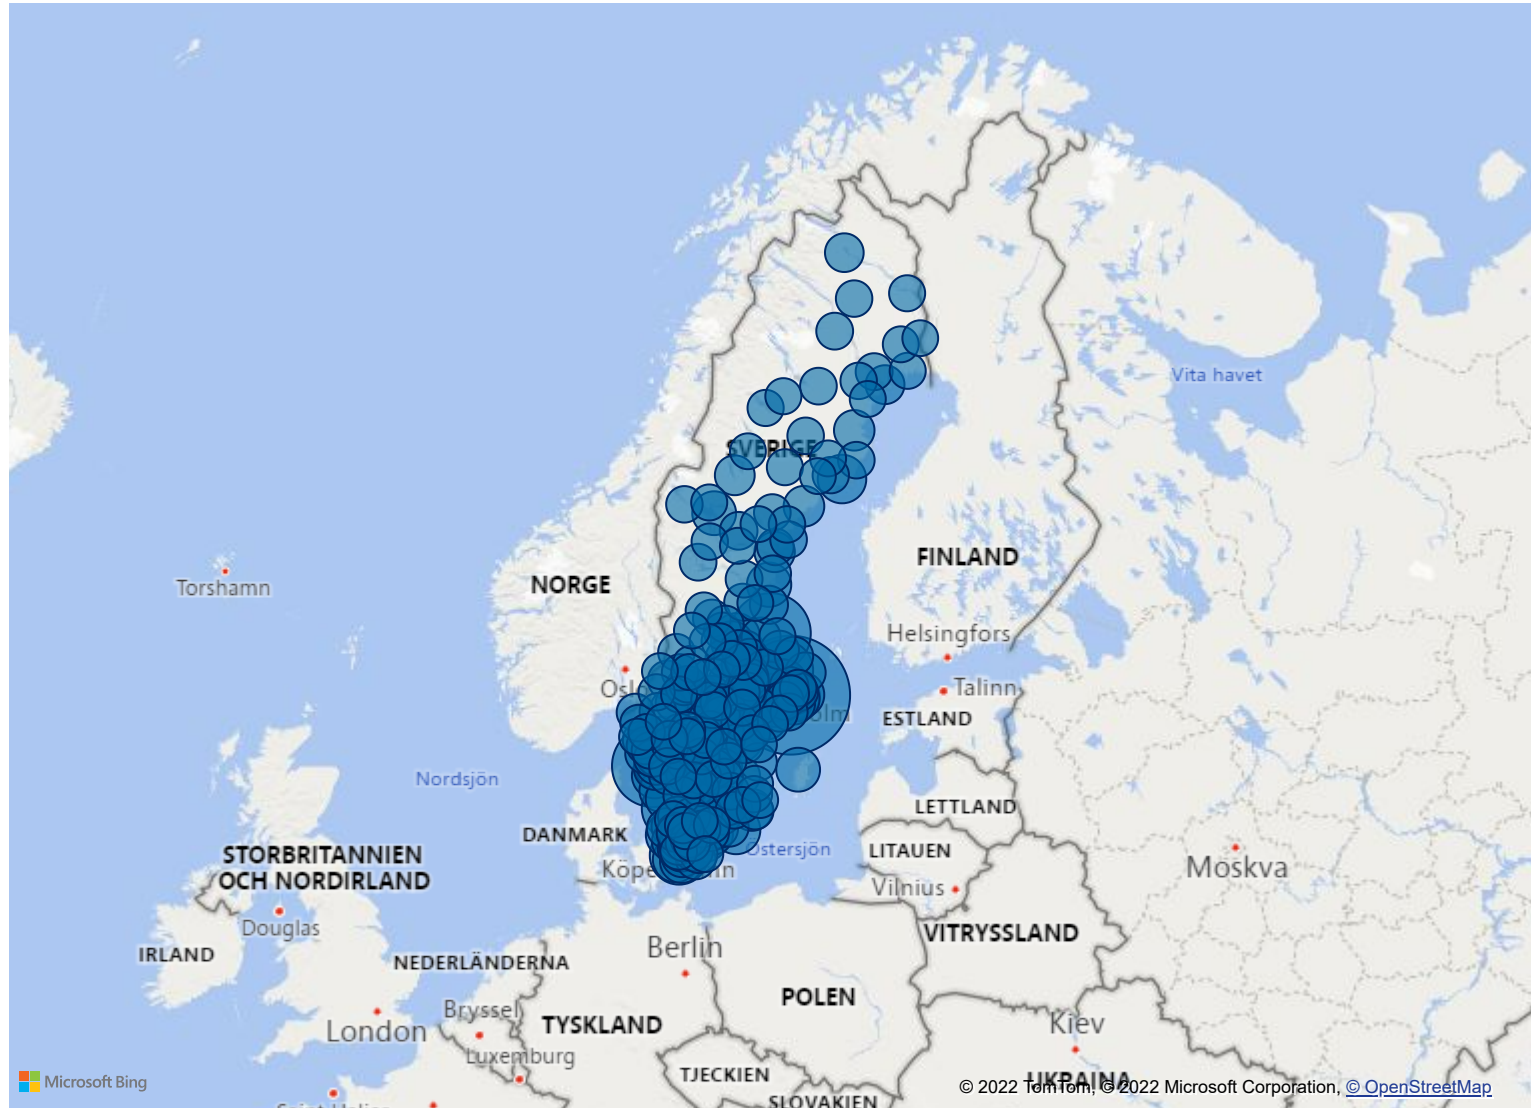 Vita havet
SVERIGE
FINLAND
NORGE
Torshamn
Helsingfors
Talinn
ESTLAND
Nordsjön
LETTLAND
DANMARK
Östersjön
LITAUEN
STORBRITANNIEN
OCH NORDIRLAND
Moskva
Vilnius
Douglas
VITRYSSLAND
Berlin
IRLAND
NEDERLÄNDERNA
POLEN
Bryssel
TYSKLAND
London
Kiev
Luxemburg
TJECKIEN
UKRAINA
Microsoft Bing
© 2022 TomTom, © 2022 Microsoft Corporation, © OpenStreetMap
SLOVAKIEN